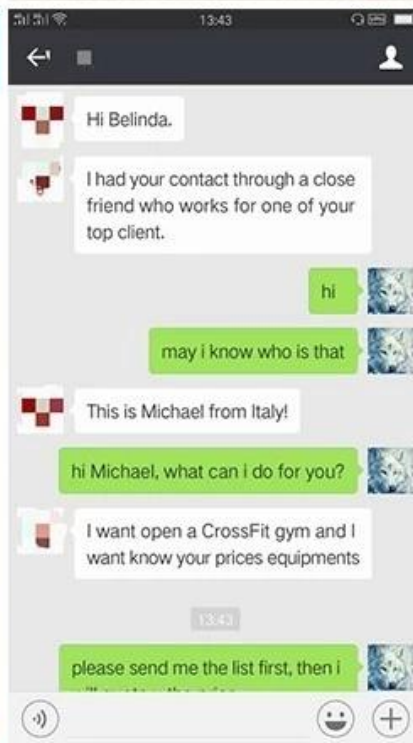 13:43
Hi Belinda.
I had your contact through a close
friend who works for one of your
top client.
hi
may i know who is that
This is Michael from Italy!
hi Michael, what can i do for you?
I want open a CrossFit gym and I
want know your prices equipments
13:43
please send me the list first, then i